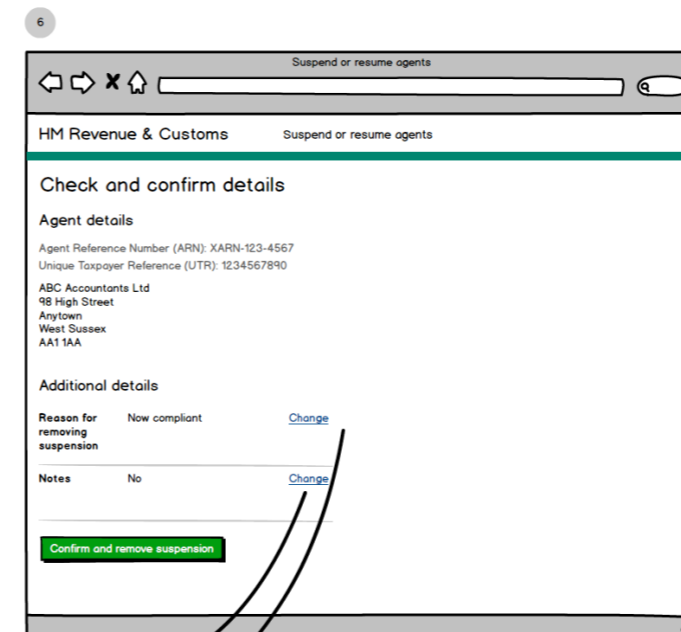 6
Suspend or resume agents
HM Revenue & Customs Suspend or resume agents
Check and confirm details
Agent details
Agent Reference Number (ARN): XARN-123-4567
Unique Taxpayer Reference (UTR): 1234567890
ABC Accountants Ltd
98 High Street
Anytown
West Sussex
AA1 1AA
Additional details
Reason for removing suspension Now compliant Change
Notes No Change
Confirm and remove suspension